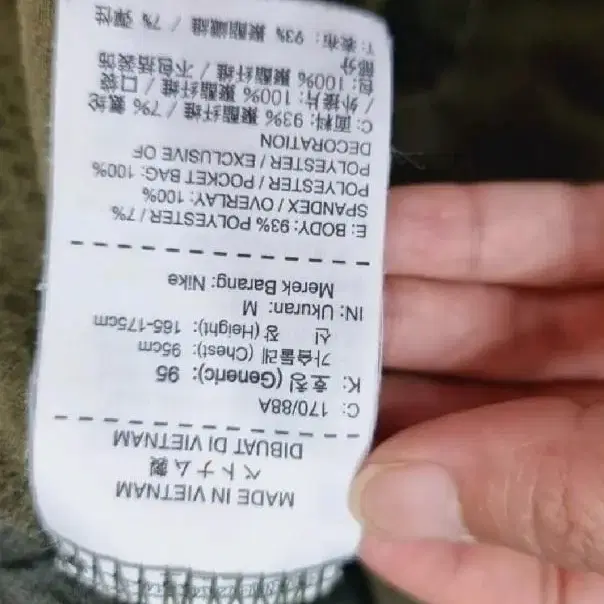 MADE IN VIETNAM
ベトナム製
DIBUAT DI VIETNAM
C: 170/88A
K: 호칭 (Generic): 95
가슴둘레 (Chest): 95cm
신 장 (Height): 165-175cm
IN: Ukuran: M
Merek Barang: Nike
E: BODY: 93% POLYESTER / 7%
SPANDEX / OVERLAY: 100%
POLYESTER / POCKET BAG: 100%
POLYESTER / EXCLUSIVE OF
DECORATION
C: 面料: 93% 聚酯纤维 / 7% 氨纶
/ 外接片: 100% 聚酯纤维 / 口袋
包: 100% 聚酯纤维 / 不包括装饰
部分
T: 表布: 93% 聚酯纖維 / 7% 彈性